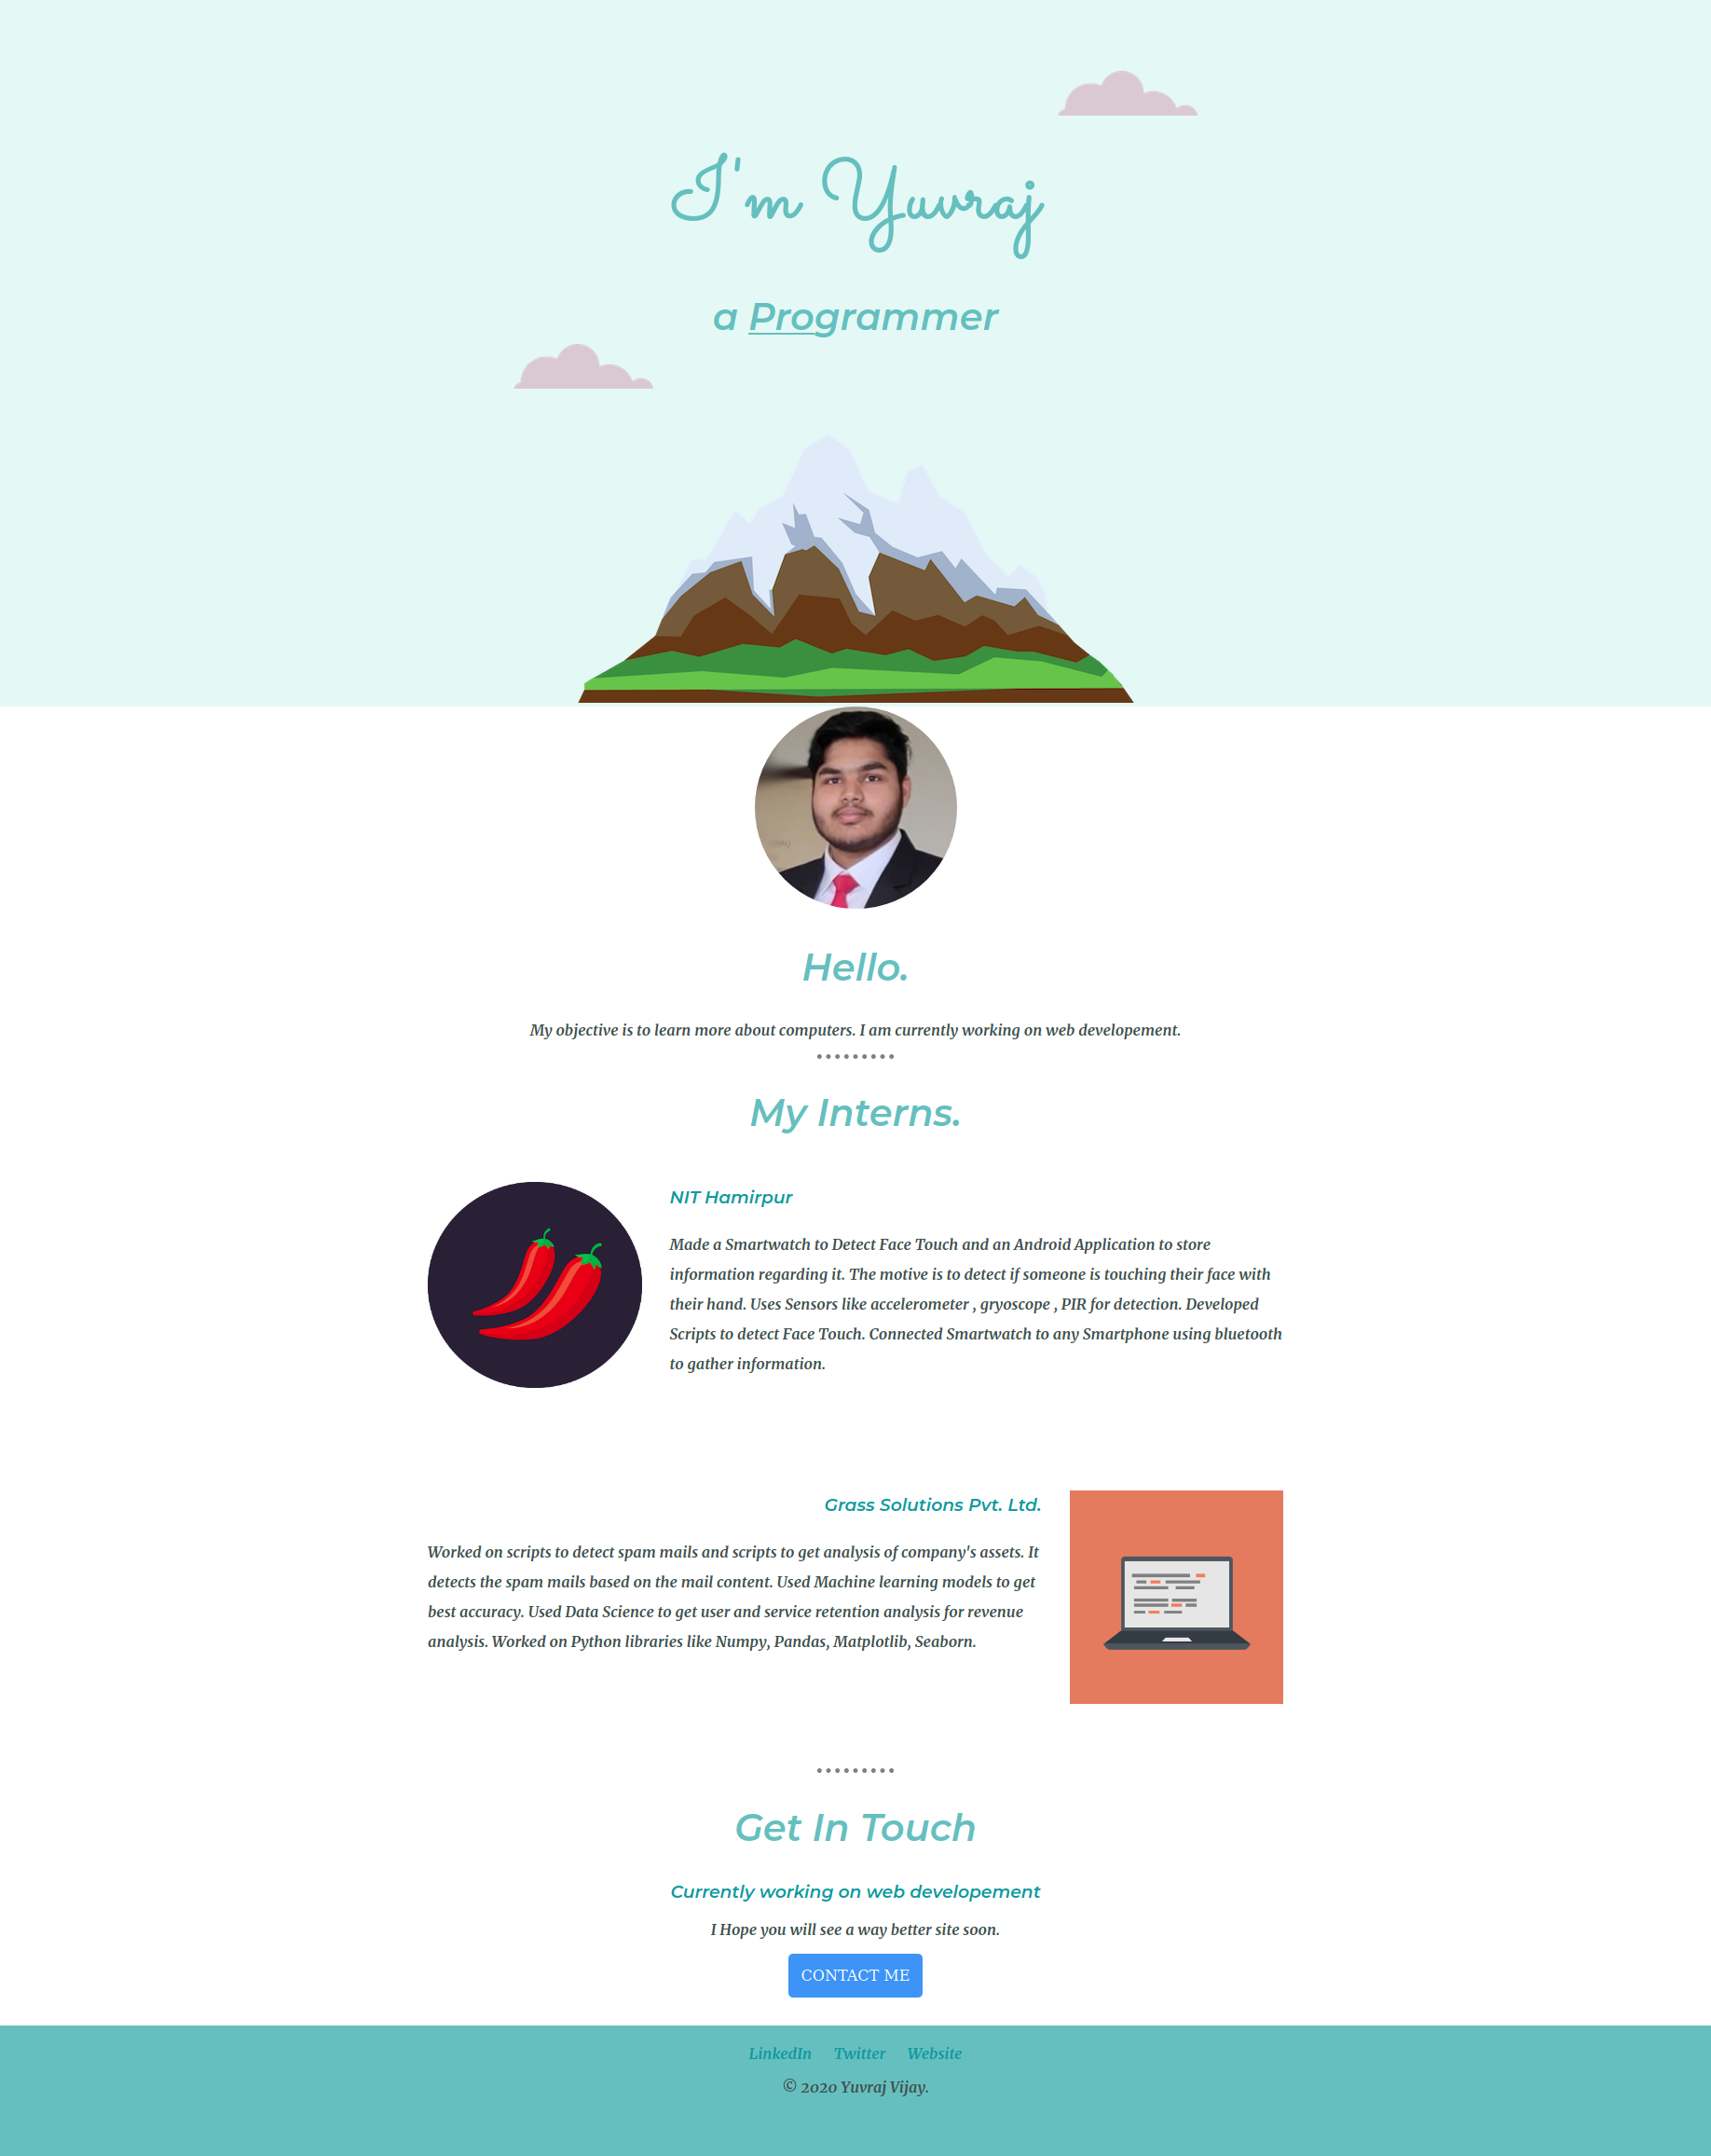 I'm Yuvraj
a Programmer
Hello.
My objective is to learn more about computers. I am currently working on web developement.
My Interns.
NIT Hamirpur
Made a Smartwatch to Detect Face Touch and an Android Application to store
information regarding it. The motive is to detect if someone is touching their face with
their hand. Uses Sensors like accelerometer , gryoscope , PIR for detection. Developed
Scripts to detect Face Touch. Connected Smartwatch to any Smartphone using bluetooth
to gather information.
Grass Solutions Pvt. Ltd.
Worked on scripts to detect spam mails and scripts to get analysis of company's assets. It
detects the spam mails based on the mail content. Used Machine learning models to get
best accuracy. Used Data Science to get user and service retention analysis for revenue
analysis. Worked on Python libraries like Numpy, Pandas, Matplotlib, Seaborn.
Get In Touch
Currently working on web developement
I Hope you will see a way better site soon.
CONTACT ME
LinkedIn Twitter Website
© 2020 Yuvraj Vijay.